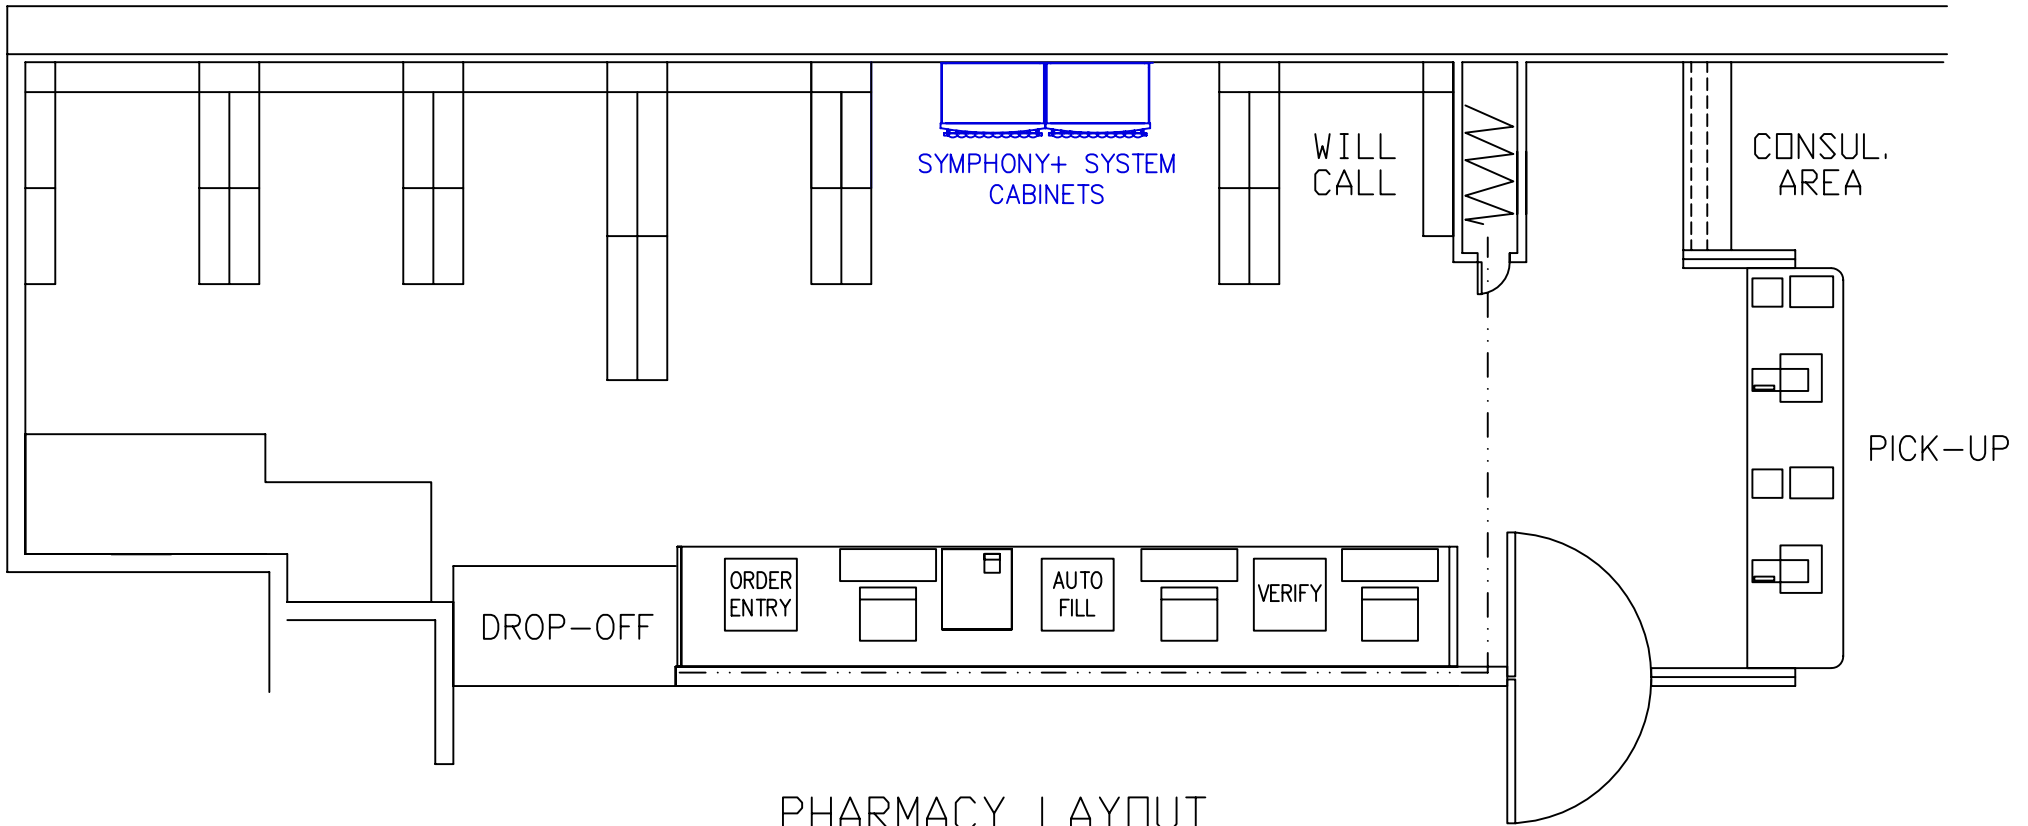 SYMPHONY+ SYSTEM
CABINETS
WILL
CALL
CONSUL.
AREA
PICK-UP
ORDER
ENTRY
AUTO
FILL
VERIFY
DROP-OFF
PHARMACY LAYOUT